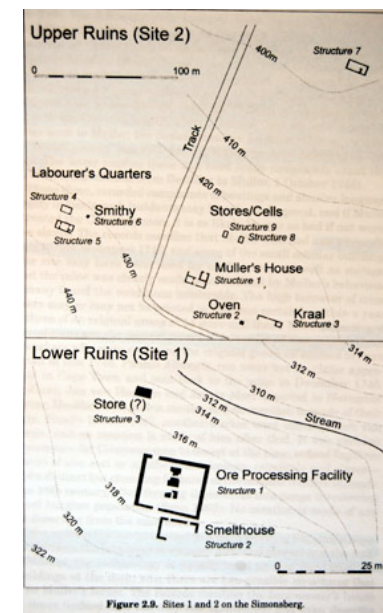 Upper Ruins (Site 2)
0 100 m
400m
Structure 7
Track
410 m
420 m
Labourer's Quarters
Structure 4
Smithy
Structure 6
Structure 5
Stores/Cells
Structure 9
Structure 8
430 m
440 m
Muller's House
Structure 1
Oven
Structure 2
Kraal
Structure 3
Lower Ruins (Site 1)
314 m
312 m
310 m
312 m
314 m
316 m
Stream
Store (?)
Structure 3
Ore Processing Facility
Structure 1
318 m
320 m
322 m
Smelthouse
Structure 2
0 25 m
Figure 2.9. Sites 1 and 2 on the Simonsberg.